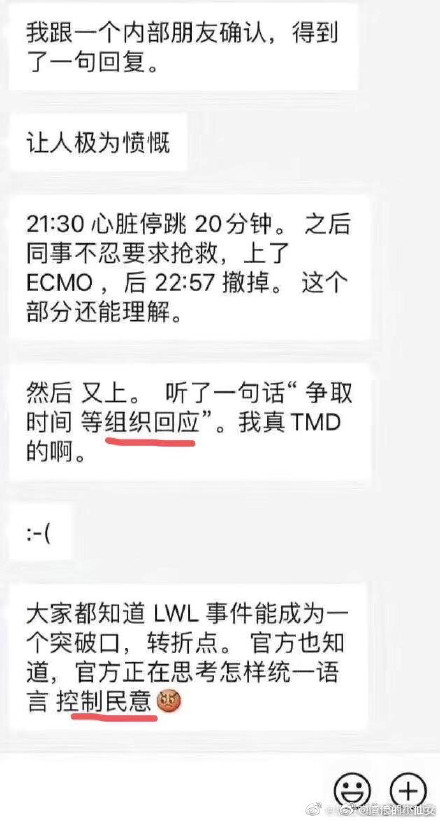 我跟一个内部朋友确认，得到
了一句回复。
让人极为愤慨
21:30 心脏停跳 20分钟。 之后
同事不忍要求抢救，上了
ECMO ，后 22:57 撤掉。 这个
部分还能理解。
然后 又上。 听了一句话“ 争取
时间 等组织回应”。我真 TMD
的啊。
:-(
大家都知道 LWL 事件能成为一
个突破口，转折点。 官方也知
道，官方正在思考怎样统一语
言 控制民意